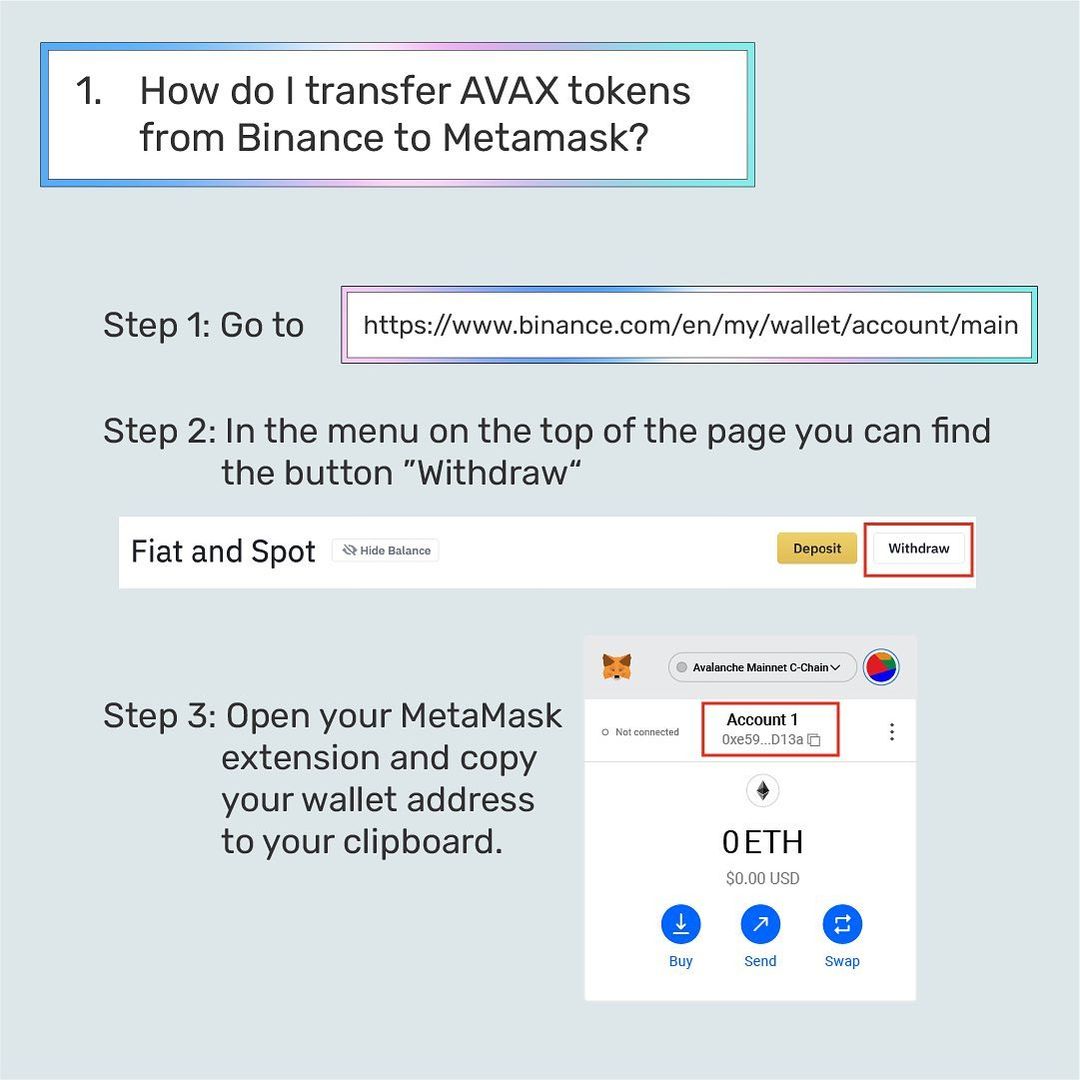 1. How do I transfer AVAX tokens
from Binance to Metamask?
Step 1: Go to https://www.binance.com/en/my/wallet/account/main
Step 2: In the menu on the top of the page you can find
the button ”Withdraw“
Fiat and Spot Hide Balance Deposit Withdraw
Step 3: Open your MetaMask
extension and copy
your wallet address
to your clipboard.
Avalanche Mainnet C-Chain
Not connected
Account 1
0xe59...D13a
0 ETH
$0.00 USD
Buy Send Swap